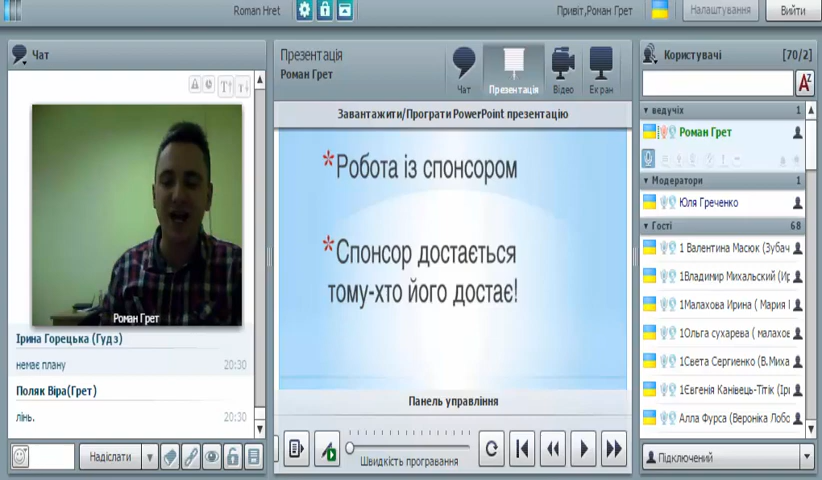 Roman Hret
Привіт,Роман Грет
Налаштування
Вийти
Чат
Роман Грет
Ірина Горецька (Гудз)
немає плану 20:30
Поляк Віра(Грет)
лінь. 20:30
Надіслати
Презентація
Роман Грет
Чат
Презентація
Відео
Екран
Завантажити/Програти PowerPoint презентацію
*Робота із спонсором
*Спонсор достається
тому-хто його достає!
Панель управління
Швидкість програвання
Користувачі [70/2]
ведучіх 1
Роман Грет
Модератори 1
Юля Греченко
Гості 68
1 Валентина Масюк (Зубач
1Владимир Михальский (Ир
1Малахова Ирина ( Мария
1Ольга сухарева ( малахов
1Света Сергиенко (В.Миха
1Євгенія Канівець-Тітік (Ірі
Алла Фурса (Вероніка Лобо
Підключений